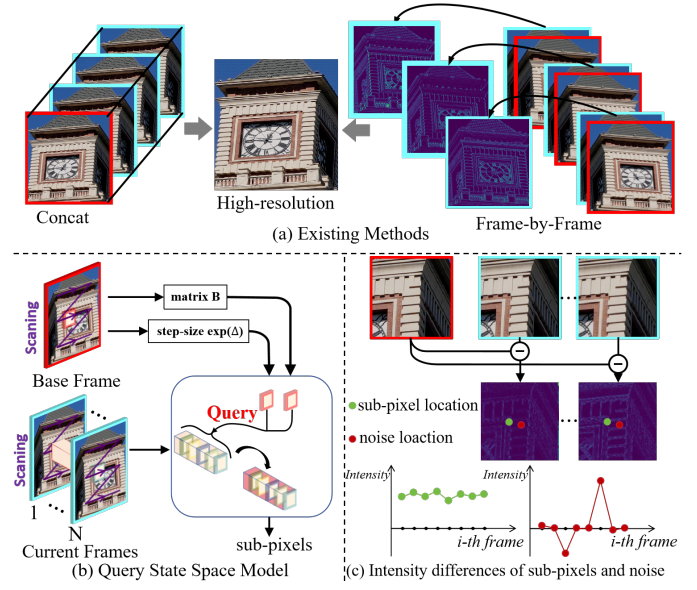 Concat
High-resolution
Frame-by-Frame
(a) Existing Methods
Scaning
matrix B
step-size exp(Δ)
Base Frame
Query
Scaning
1
N
Current Frames
sub-pixels
(b) Query State Space Model
sub-pixel location
noise loaction
Intensity
i-th frame
Intensity
i-th frame
(c) Intensity differences of sub-pixels and noise